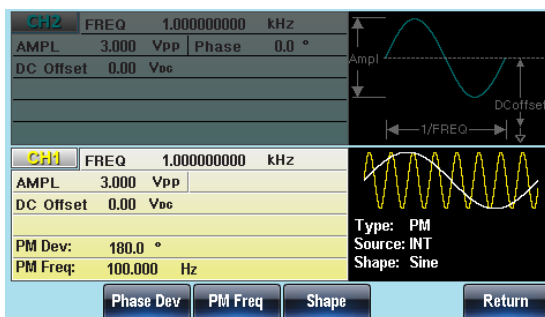 CH2 FREQ 1.000000000 kHz
AMPL 3.000 Vpp Phase 0.0 °
DC Offset 0.00 VDC
Ampl
DCoffset
1/FREQ
CH1 FREQ 1.000000000 kHz
AMPL 3.000 Vpp
DC Offset 0.00 VDC
PM Dev: 180.0 °
PM Freq: 100.000 Hz
Type: PM
Source: INT
Shape: Sine
Phase Dev PM Freq Shape Return